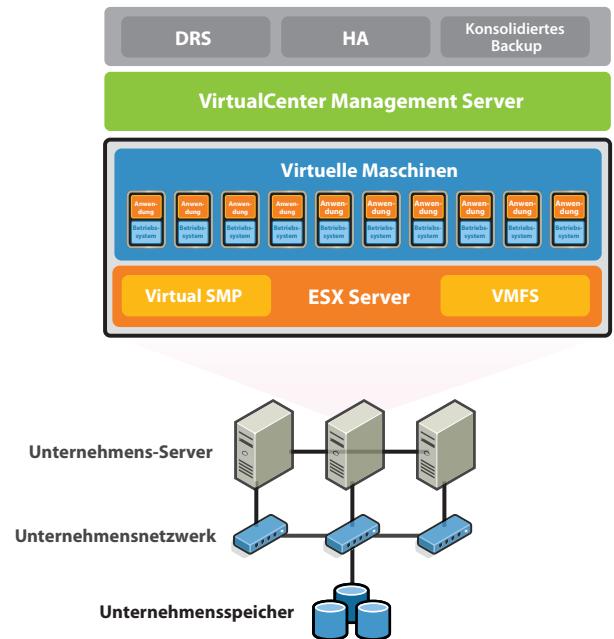 DRS
HA
Konsolidiertes
Backup
VirtualCenter Management Server
Virtuelle Maschinen
Anwen-
dung
Betriebs-
system
Anwen-
dung
Betriebs-
system
Anwen-
dung
Betriebs-
system
Anwen-
dung
Betriebs-
system
Anwen-
dung
Betriebs-
system
Anwen-
dung
Betriebs-
system
Anwen-
dung
Betriebs-
system
Anwen-
dung
Betriebs-
system
Anwen-
dung
Betriebs-
system
Anwen-
dung
Betriebs-
system
Virtual SMP
ESX Server
VMFS
Unternehmens-Server
Unternehmensnetzwerk
Unternehmensspeicher